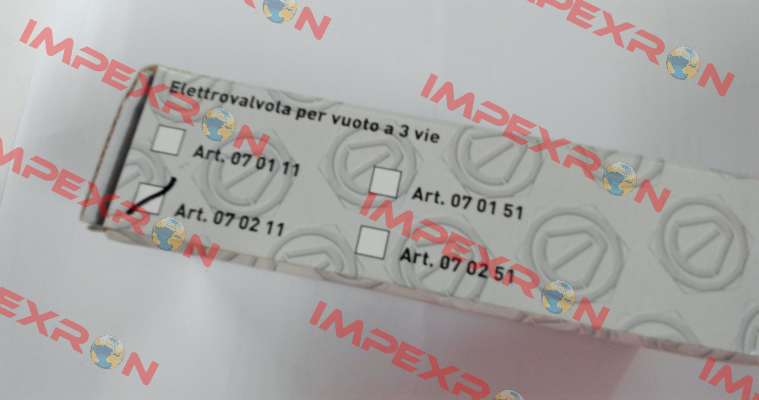 Elettrovalvola per vuoto a 3 vie
Art. 07 01 11
Art. 07 01 51
Art. 07 02 11
Art. 07 02 51
IMPEXRON
IMPEXRON
IMPEXRON
IMPEXRON
IMPEXRON
IMPEXRON